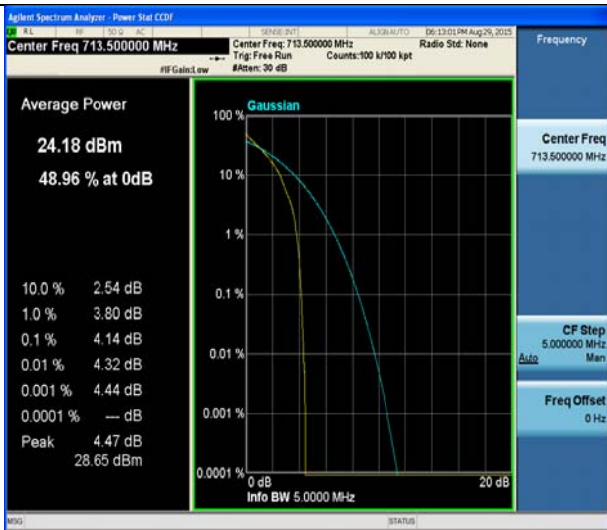 Agilent Spectrum Analyzer - Power Stat CCDF
RL RF 50 Ω AC SENSE:INT ALIGN AUTO 06:13:01 PM Aug 29, 2015
Center Freq 713.500000 MHz
Center Freq: 713.500000 MHz Radio Std: None
Trig: Free Run Counts:100 k/100 kpt
#IFGain:Low #Atten: 30 dB
Frequency
Average Power
24.18 dBm
48.96 % at 0dB
10.0 % 2.54 dB
1.0 % 3.80 dB
0.1 % 4.14 dB
0.01 % 4.32 dB
0.001 % 4.44 dB
0.0001 % --- dB
Peak 4.47 dB
28.65 dBm
Gaussian
100 %
10 %
1 %
0.1 %
0.01 %
0.001 %
0.0001 %
0 dB 20 dB
Info BW 5.0000 MHz
Center Freq
713.500000 MHz
CF Step
5.000000 MHz
Auto Man
Freq Offset
0 Hz
MSG STATUS